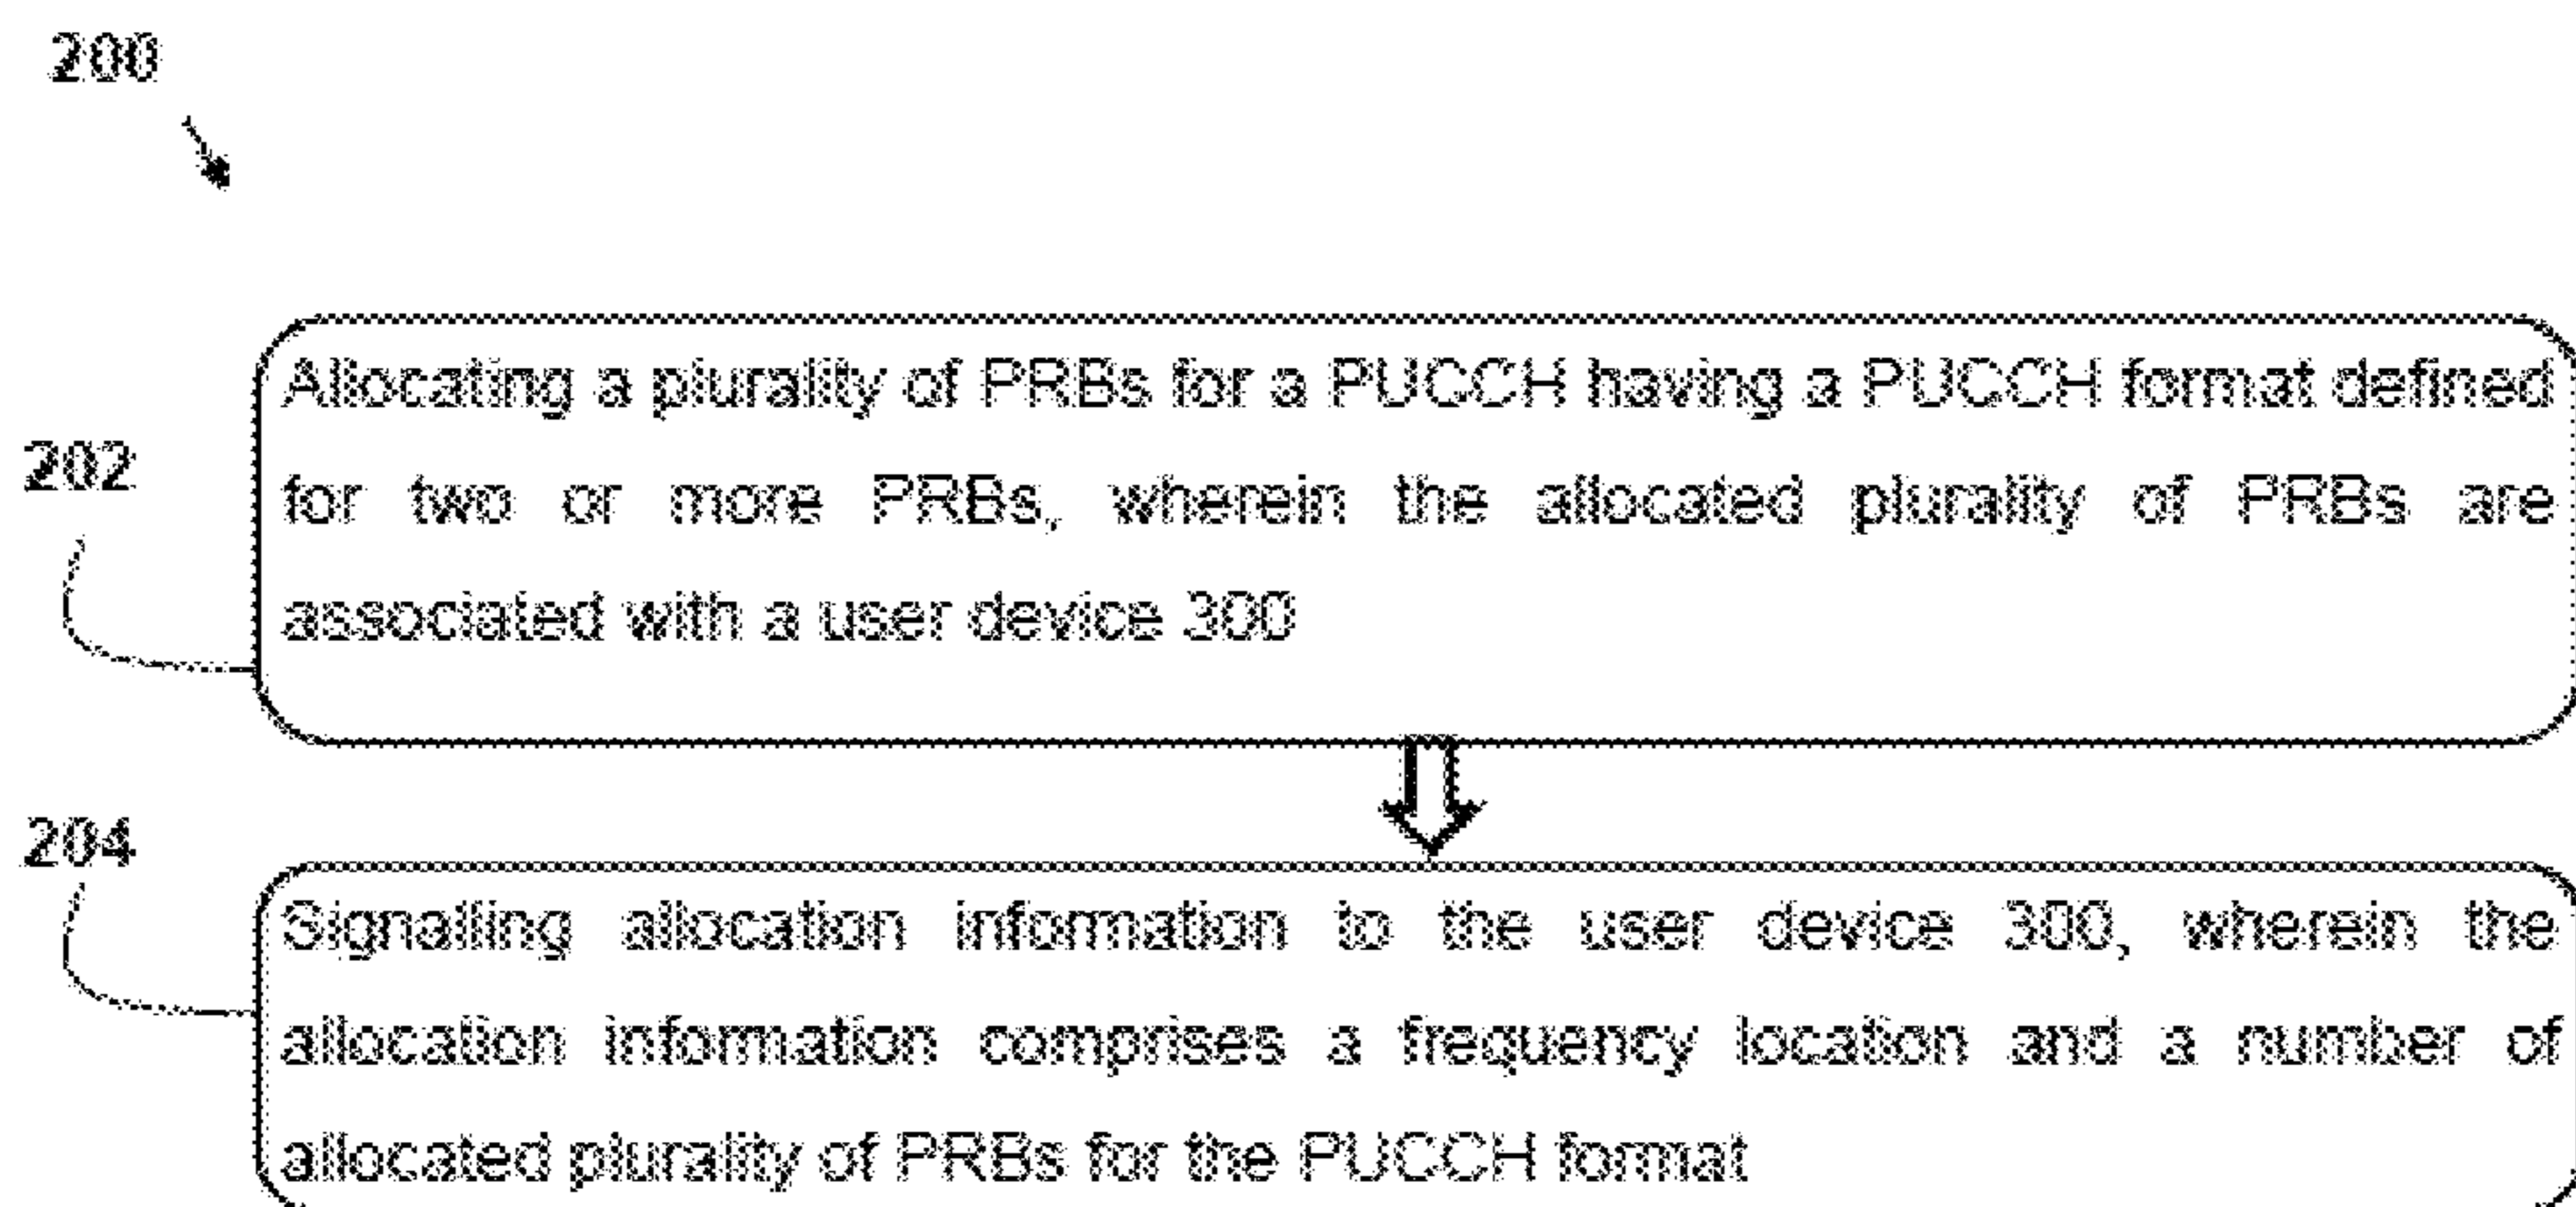 200
202
Allocating a plurality of PRBs for a PUCCH having a PUCCH format defined
for two or more PRBs, wherein the allocated plurality of PRBs are
associated with a user device 300
204
Signalling allocation information to the user device 300, wherein the
allocation information comprises a frequency location and a number of
allocated plurality of PRBs for the PUCCH format